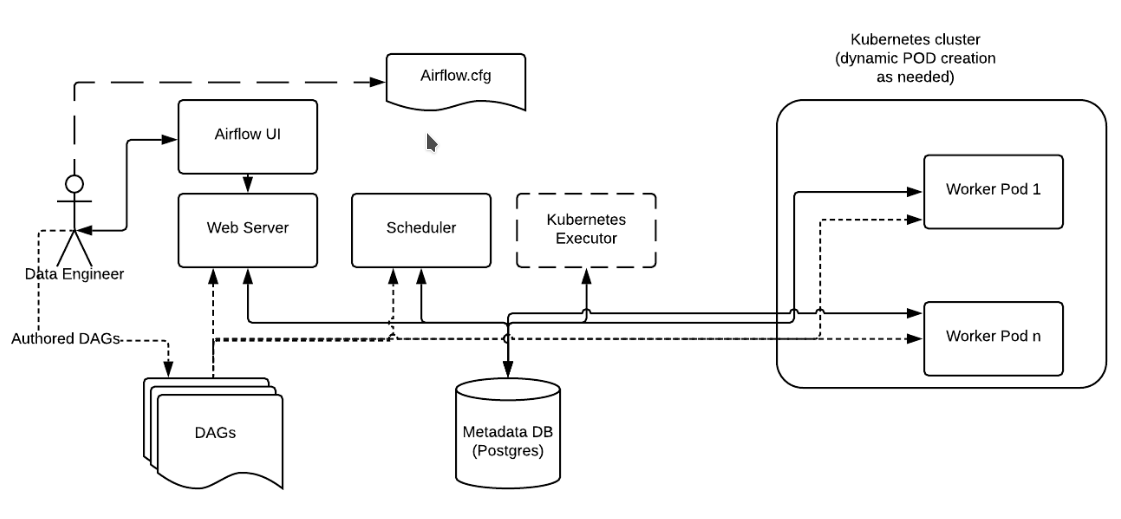 Kubernetes cluster
(dynamic POD creation
as needed)
Airflow.cfg
Airflow UI
Web Server
Scheduler
Kubernetes
Executor
Worker Pod 1
Data Engineer
Authored DAGs
Worker Pod n
DAGs
Metadata DB
(Postgres)